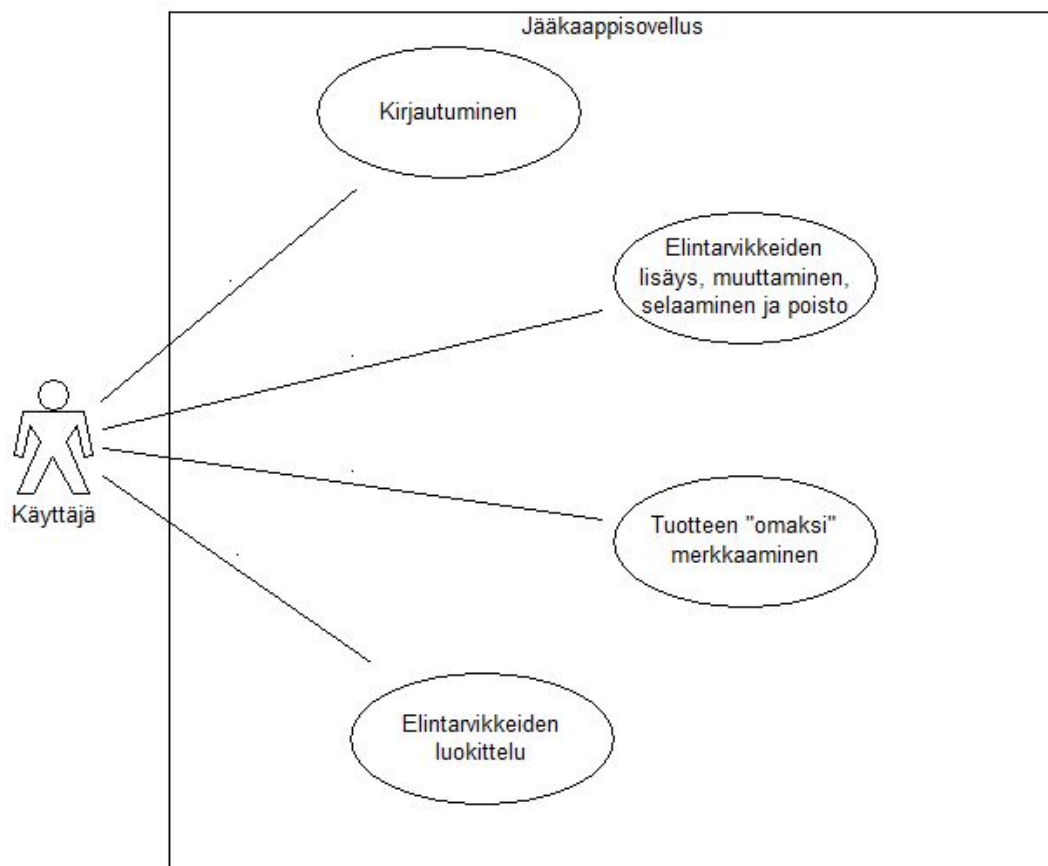 Jääkaappisovellus
Kirjautuminen
Elintarvikkeiden
lisäys, muuttaminen,
selaaminen ja poisto
Käyttäjä
Tuotteen "omaksi"
merkkaaminen
Elintarvikkeiden
luokittelu